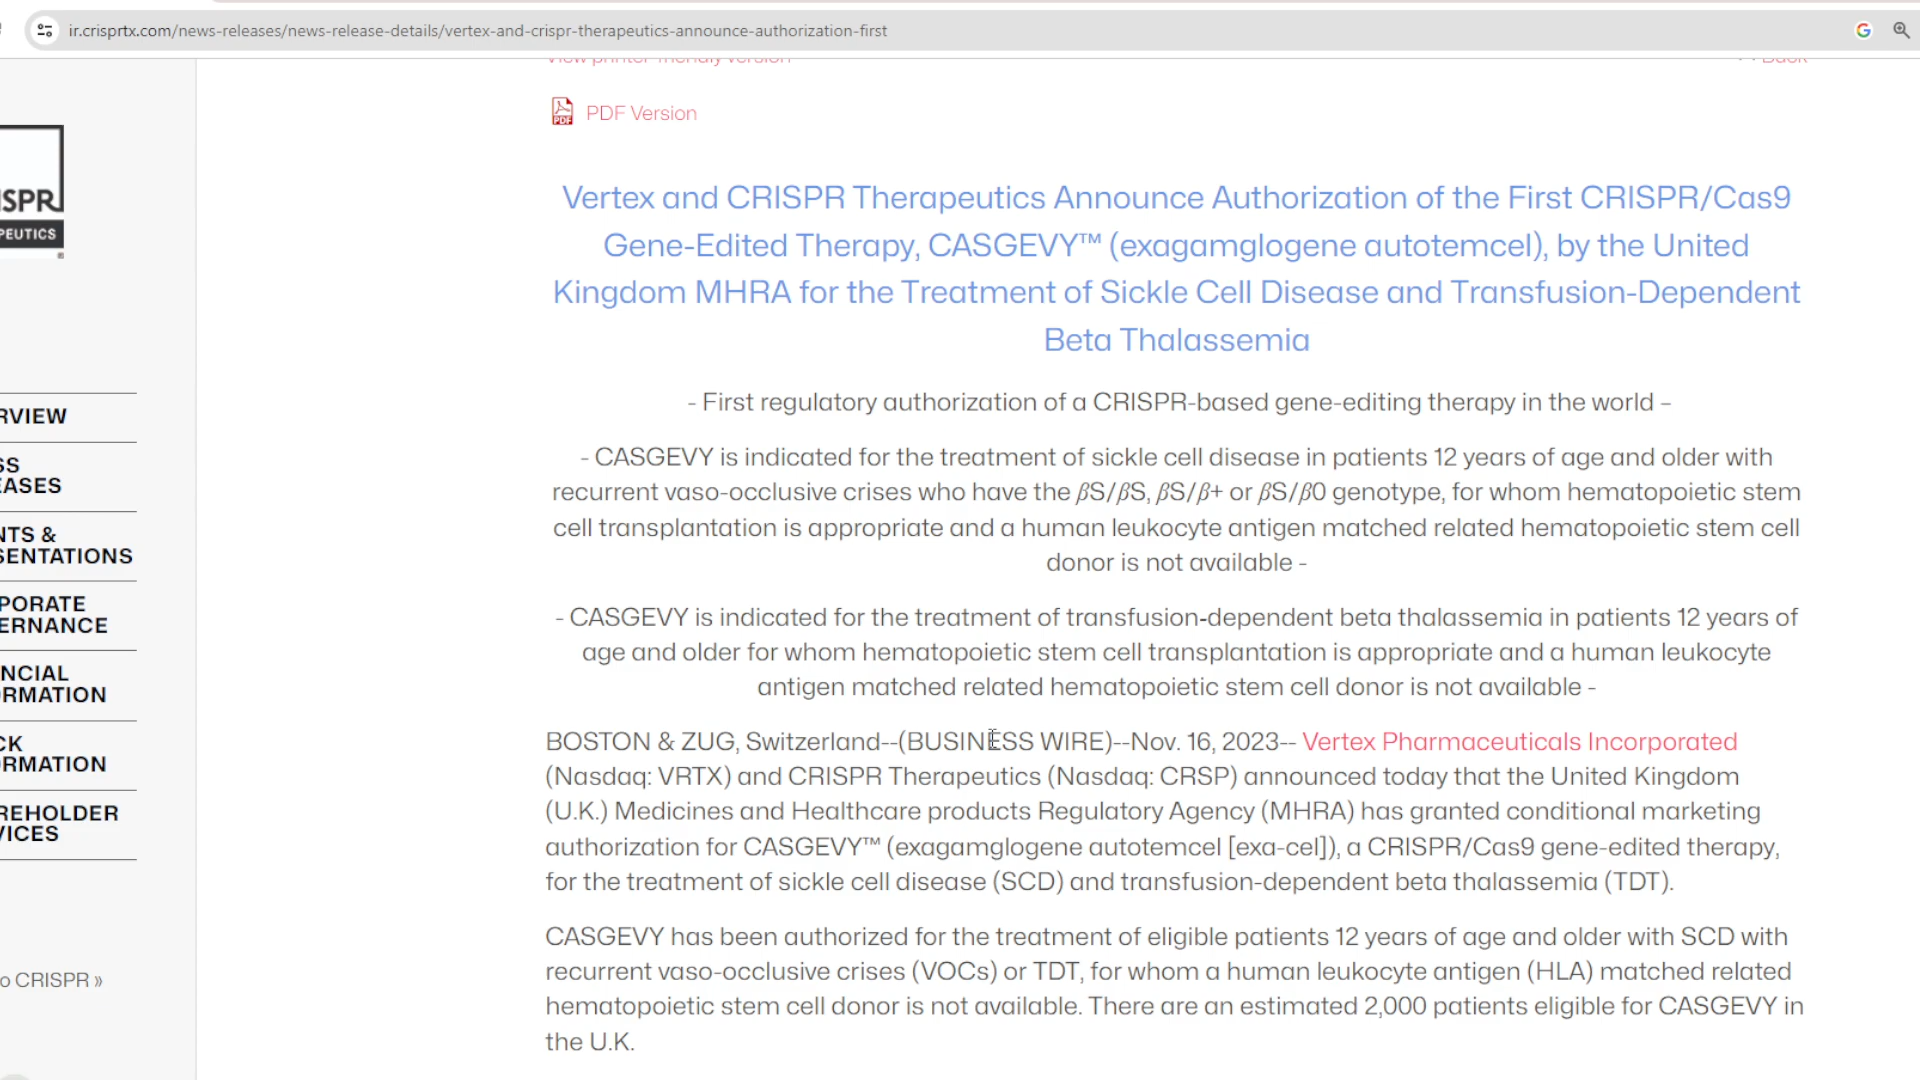 ir.crisprtx.com/news-releases/news-release-details/vertex-and-crispr-therapeutics-announce-authorization-first
View printer-friendly version
Back
PDF Version
SPR
PEUTICS
Vertex and CRISPR Therapeutics Announce Authorization of the First CRISPR/Cas9
Gene-Edited Therapy, CASGEVY™ (exagamglogene autotemcel), by the United
Kingdom MHRA for the Treatment of Sickle Cell Disease and Transfusion-Dependent
Beta Thalassemia
- First regulatory authorization of a CRISPR-based gene-editing therapy in the world –
- CASGEVY is indicated for the treatment of sickle cell disease in patients 12 years of age and older with
recurrent vaso-occlusive crises who have the βS/βS, βS/β+ or βS/β0 genotype, for whom hematopoietic stem
cell transplantation is appropriate and a human leukocyte antigen matched related hematopoietic stem cell
donor is not available -
- CASGEVY is indicated for the treatment of transfusion-dependent beta thalassemia in patients 12 years of
age and older for whom hematopoietic stem cell transplantation is appropriate and a human leukocyte
antigen matched related hematopoietic stem cell donor is not available -
BOSTON & ZUG, Switzerland--(BUSINESS WIRE)--Nov. 16, 2023-- Vertex Pharmaceuticals Incorporated
(Nasdaq: VRTX) and CRISPR Therapeutics (Nasdaq: CRSP) announced today that the United Kingdom
(U.K.) Medicines and Healthcare products Regulatory Agency (MHRA) has granted conditional marketing
authorization for CASGEVY™ (exagamglogene autotemcel [exa-cel]), a CRISPR/Cas9 gene-edited therapy,
for the treatment of sickle cell disease (SCD) and transfusion-dependent beta thalassemia (TDT).
CASGEVY has been authorized for the treatment of eligible patients 12 years of age and older with SCD with
recurrent vaso-occlusive crises (VOCs) or TDT, for whom a human leukocyte antigen (HLA) matched related
hematopoietic stem cell donor is not available. There are an estimated 2,000 patients eligible for CASGEVY in
the U.K.
RVIEW
SS
EASES
NTS &
SENTATIONS
PORATE
ERNANCE
NCIAL
RMATION
CK
RMATION
REHOLDER
VICES
o CRISPR »